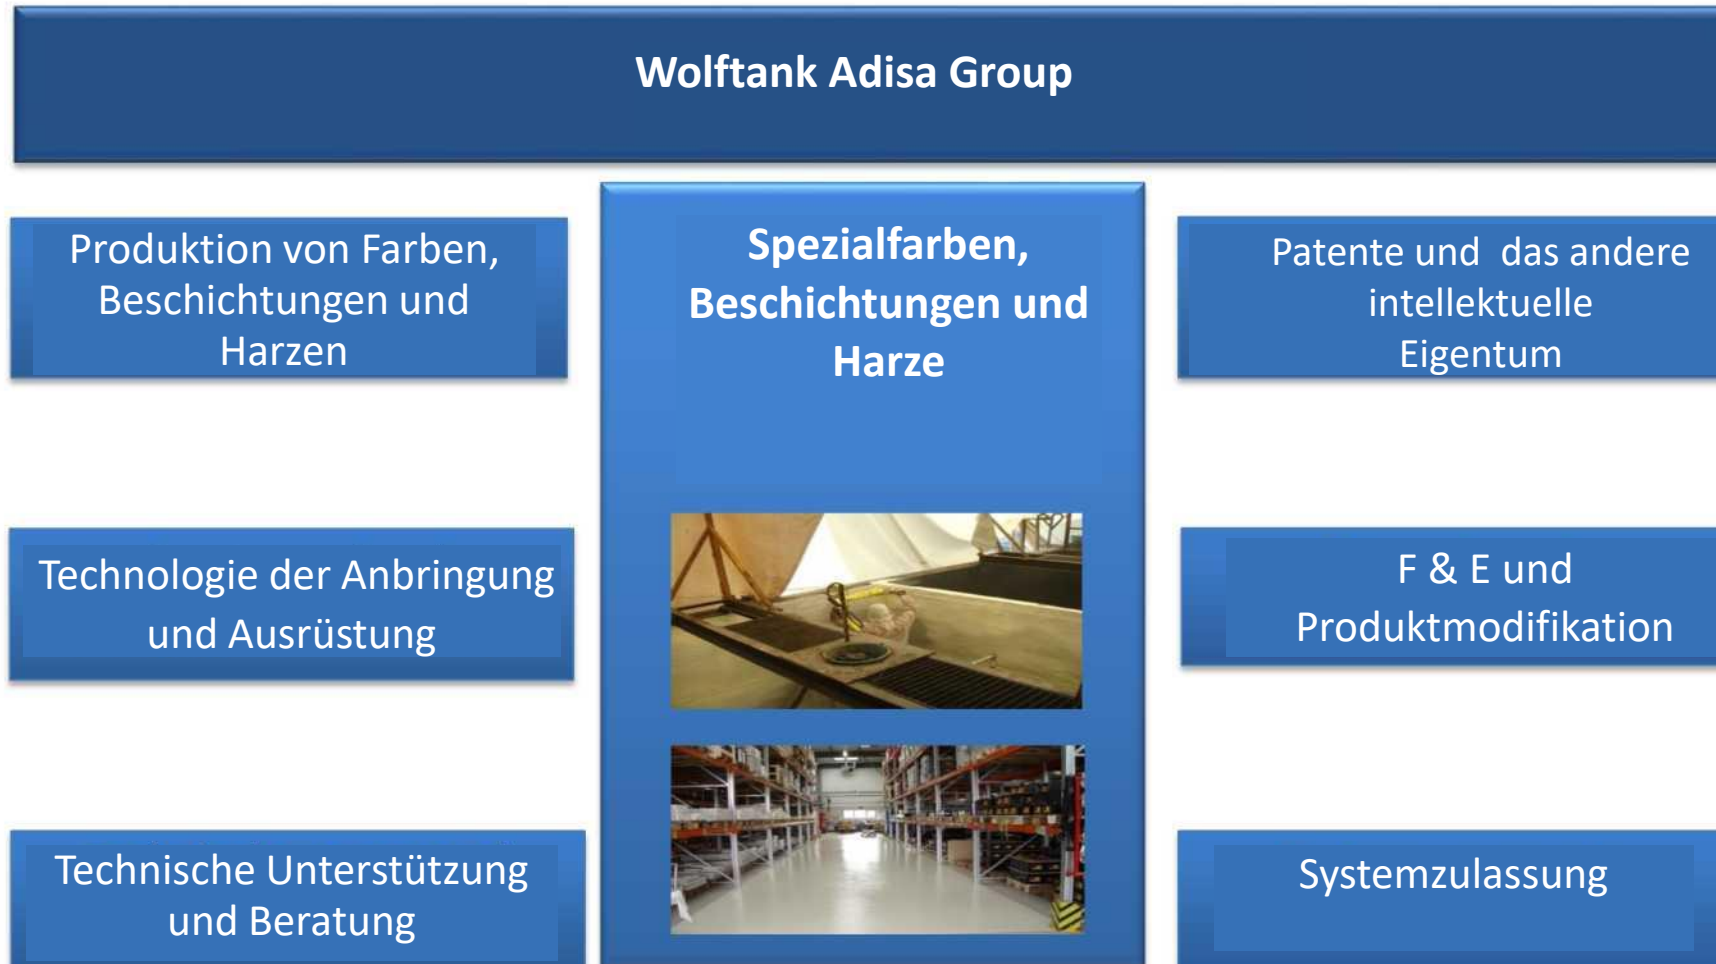 Wolftank Adisa Group
Produktion von Farben,
Beschichtungen und
Harzen
Spezialfarben,
Beschichtungen und
Harze
Patente und  das andere
intellektuelle
Eigentum
Technologie der Anbringung
und Ausrüstung
F & E und
Produktmodifikation
Technische Unterstützung
und Beratung
Systemzulassung